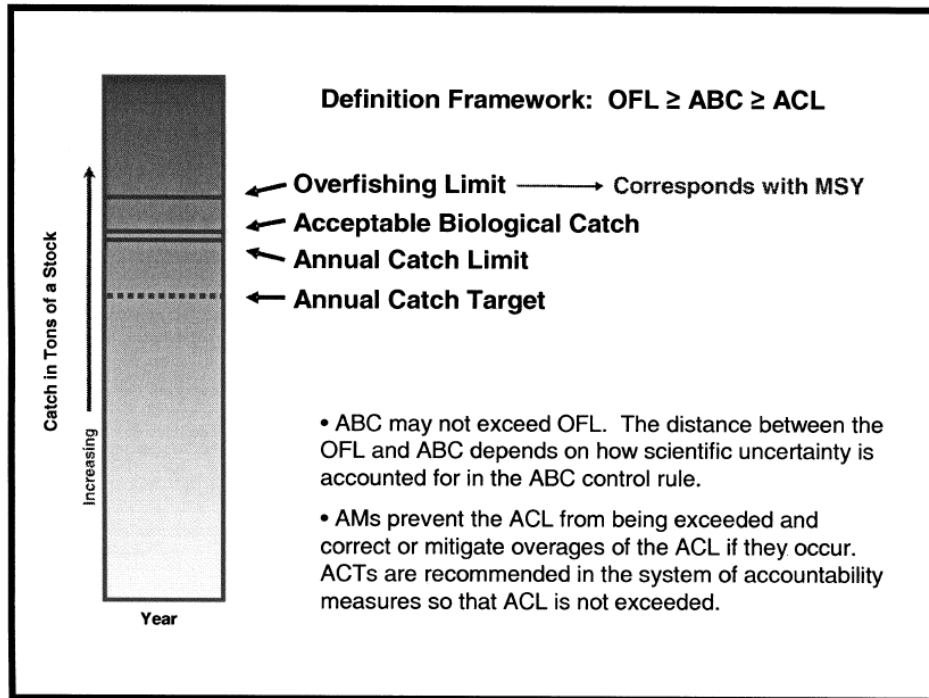 Definition Framework: OFL ≥ ABC ≥ ACL
Overfishing Limit
Corresponds with MSY
Acceptable Biological Catch
Annual Catch Limit
Annual Catch Target
Catch in Tons of a Stock
Increasing
Year
• ABC may not exceed OFL. The distance between the
OFL and ABC depends on how scientific uncertainty is
accounted for in the ABC control rule.
• AMs prevent the ACL from being exceeded and
correct or mitigate overages of the ACL if they occur.
ACTs are recommended in the system of accountability
measures so that ACL is not exceeded.